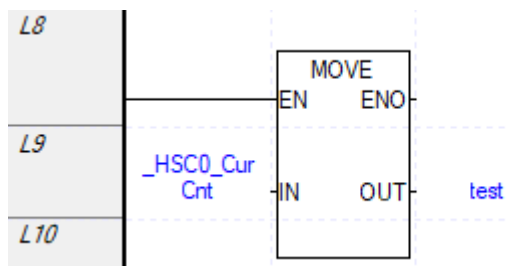 L8
MOVE
EN ENO
L9
_HSC0_Cur
Cnt
IN OUT
test
L10